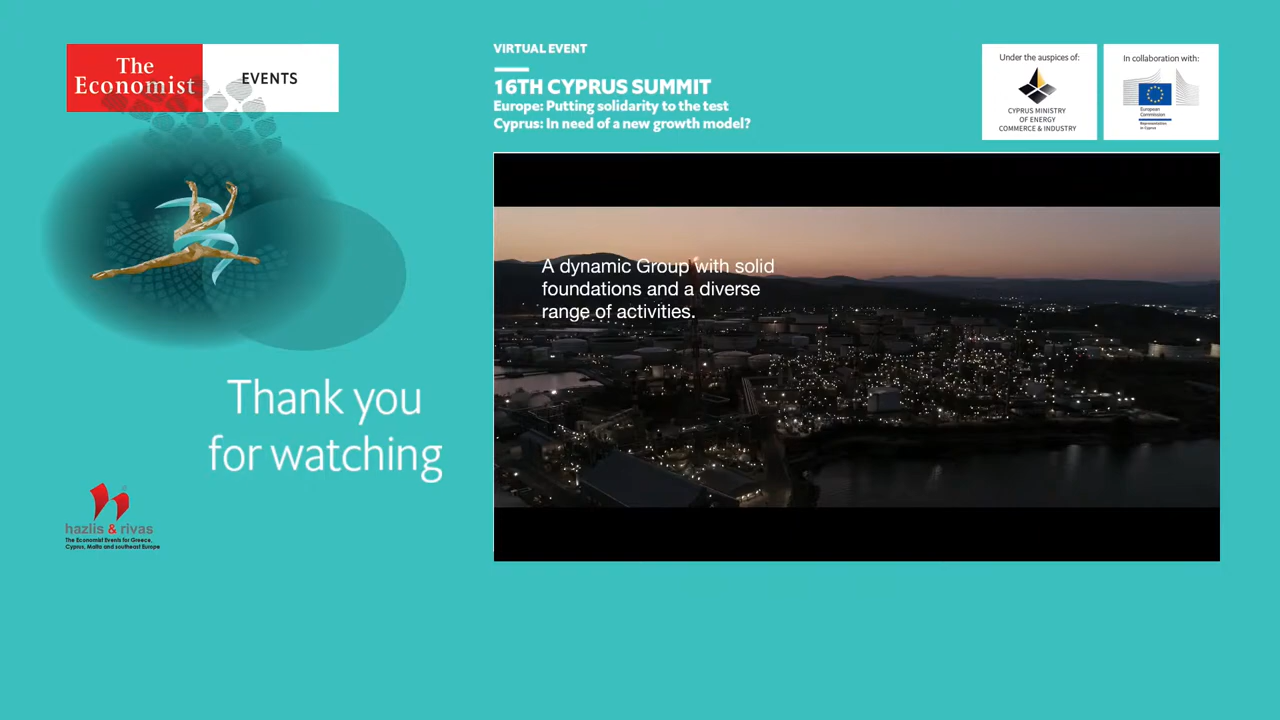 The
Economist
EVENTS
VIRTUAL EVENT
16TH CYPRUS SUMMIT
Europe: Putting solidarity to the test
Cyprus: In need of a new growth model?
Under the auspices of:
CYPRUS MINISTRY
OF ENERGY
COMMERCE & INDUSTRY
In collaboration with:
European
Commission
Representation
in Cyprus
A dynamic Group with solid
foundations and a diverse
range of activities.
Thank you
for watching
hazlis & rivas
The Economist Events for Greece,
Cyprus, Malta and southeast Europe